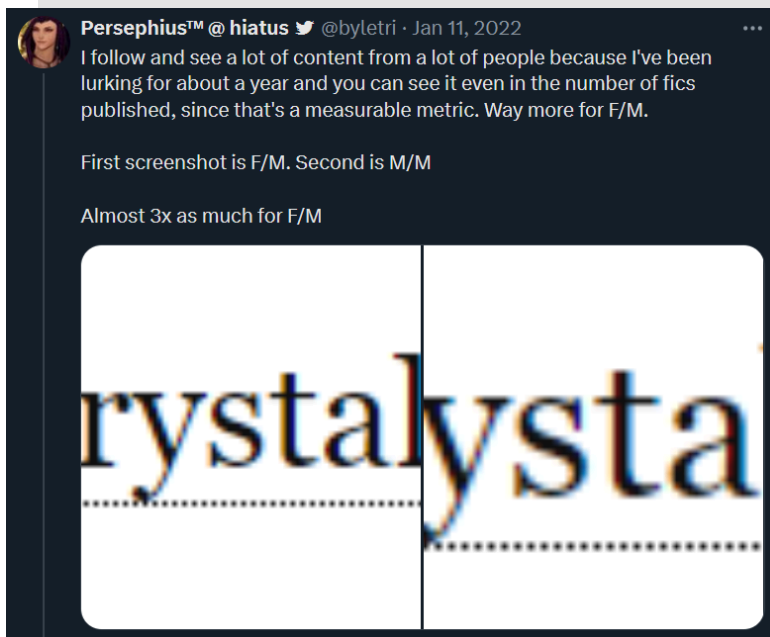 Persephius™ @ hiatus @byletri · Jan 11, 2022
I follow and see a lot of content from a lot of people because I've been
lurking for about a year and you can see it even in the number of fics
published, since that's a measurable metric. Way more for F/M.
First screenshot is F/M. Second is M/M
Almost 3x as much for F/M
rystal
ysta